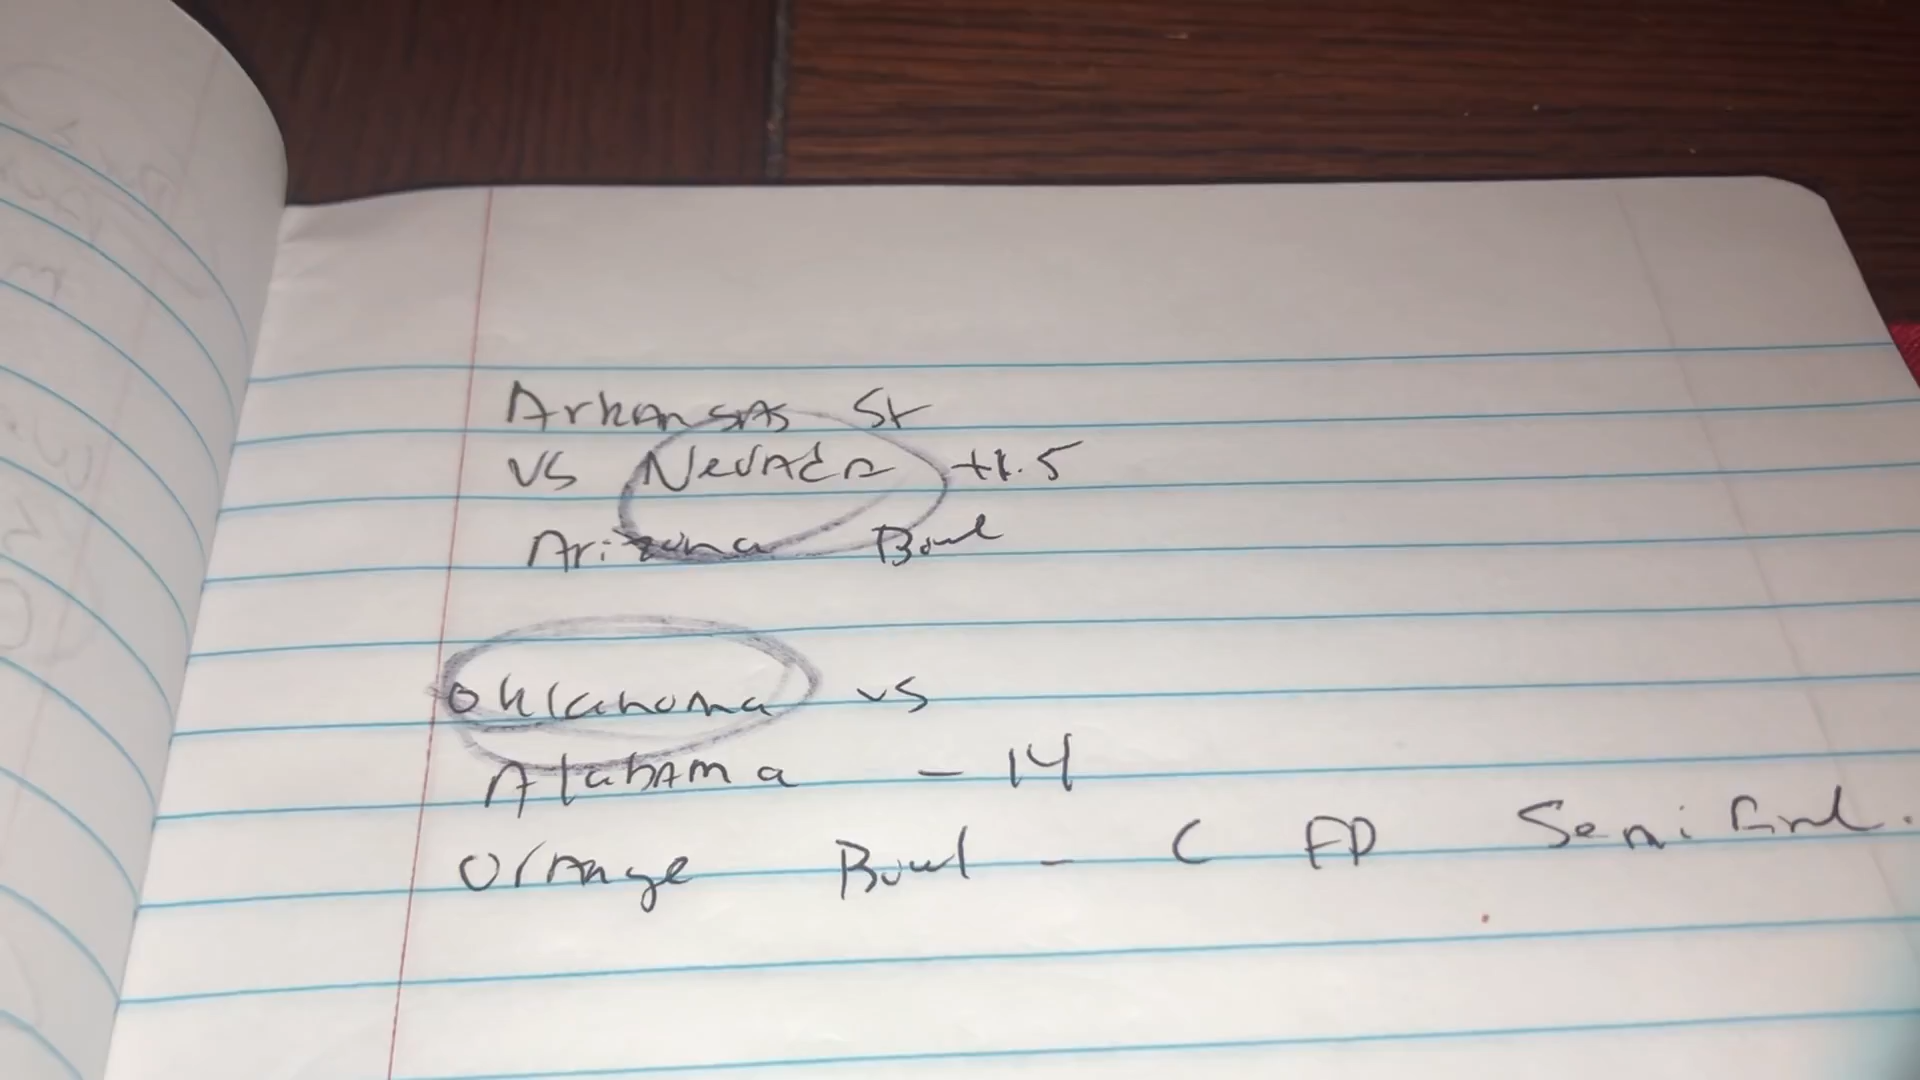 Arkansas St
vs Nevada +1.5
Arizona Bowl
Oklahoma vs
Alabama - 14
Orange Bowl - CFP Semifinal.